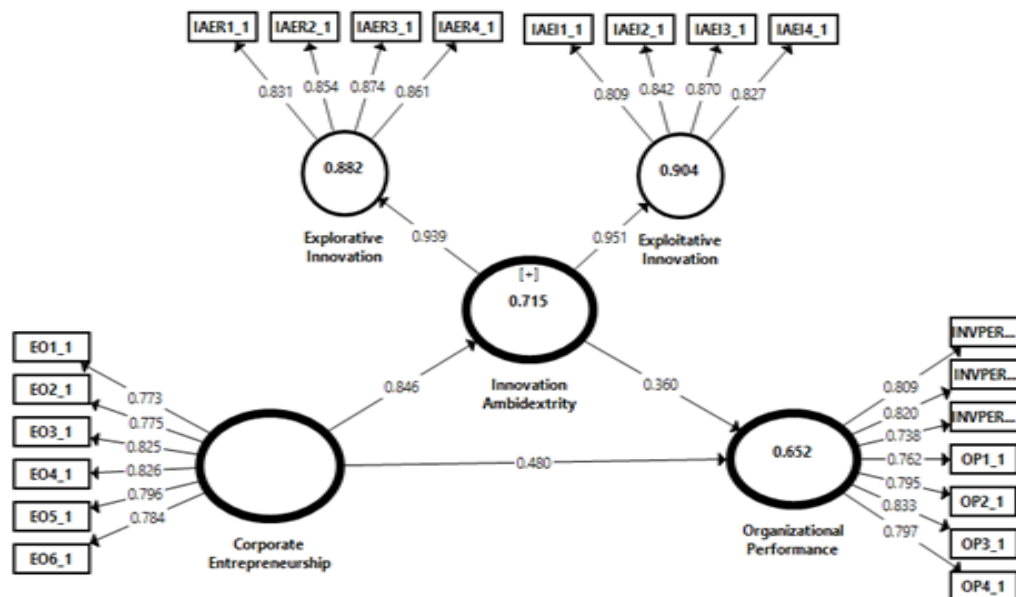 IAER1_1 IAER2_1 IAER3_1 IAER4_1 IAEI1_1 IAEI2_1 IAEI3_1 IAEI4_1
0.831 0.854 0.874 0.861 0.809 0.842 0.870 0.827
0.882 0.904
Explorative
Innovation
Exploitative
Innovation
0.939 0.951
[+]
0.715
Innovation
Ambidextrity
0.846 0.360
EO1_1
EO2_1
EO3_1
EO4_1
EO5_1
EO6_1
0.773
0.775
0.825
0.826
0.796
0.784
Corporate
Entrepreneurship
0.480
0.652
Organizational
Performance
0.809
0.820
0.738
0.762
0.795
0.833
0.797
INVPER...
INVPER...
INVPER...
OP1_1
OP2_1
OP3_1
OP4_1